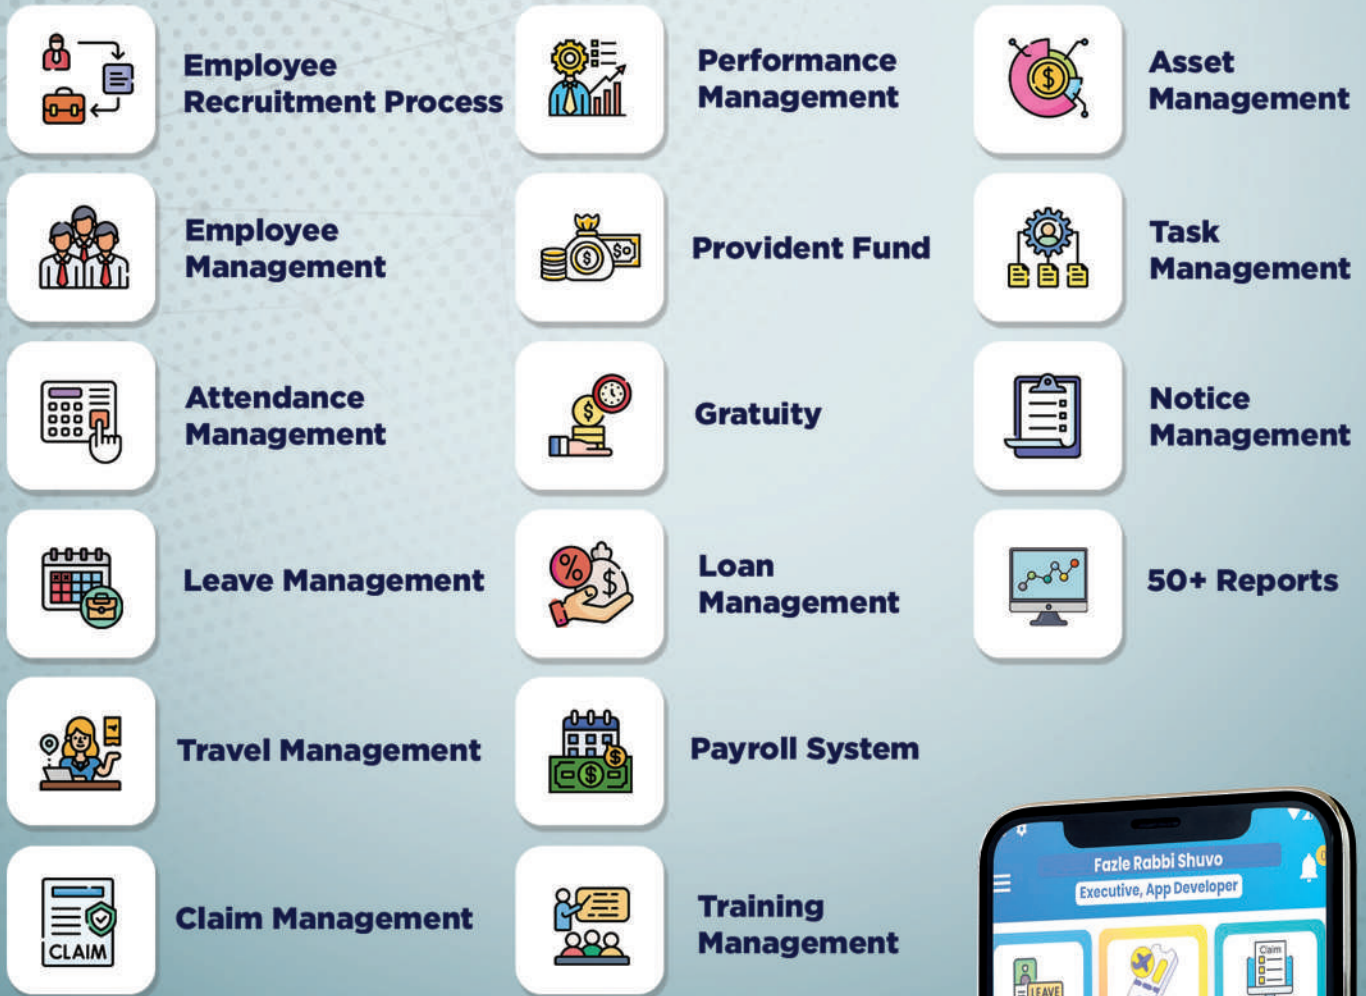 Employee
Recruitment Process
Employee
Management
Attendance
Management
Leave Management
Travel Management
CLAIM
Claim Management
Performance
Management
Provident Fund
Gratuity
Loan
Management
Payroll System
Training
Management
Asset
Management
Task
Management
Notice
Management
50+ Reports
Fazle Rabbi Shuvo
Executive, App Developer
LEAVE
Claim